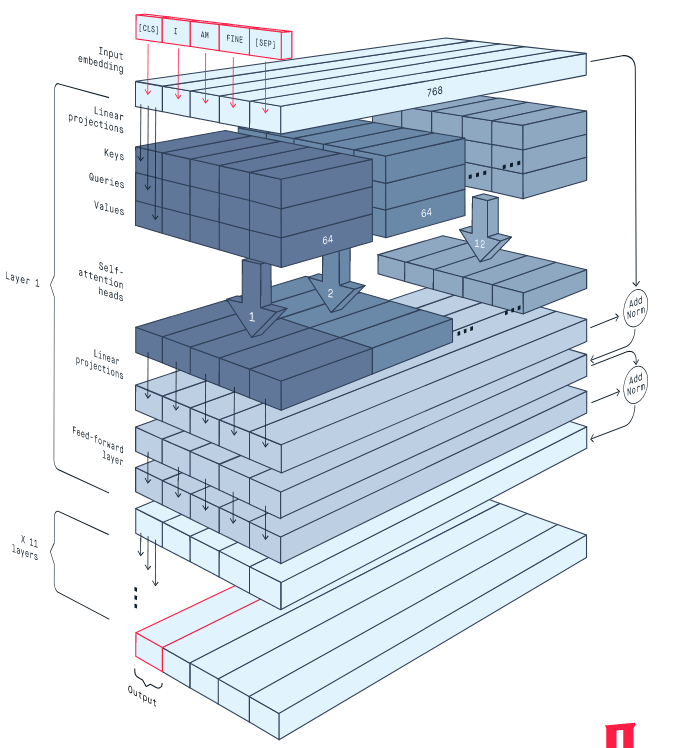 [CLS] I AM FINE [SEP]
Input
embedding
768
Linear
projections
Keys
Queries
Values
64
64
12
Layer 1
Self-
attention
heads
1
2
Add
Norm
Linear
projections
Add
Norm
Feed-forward
layer
X 11
layers
Output